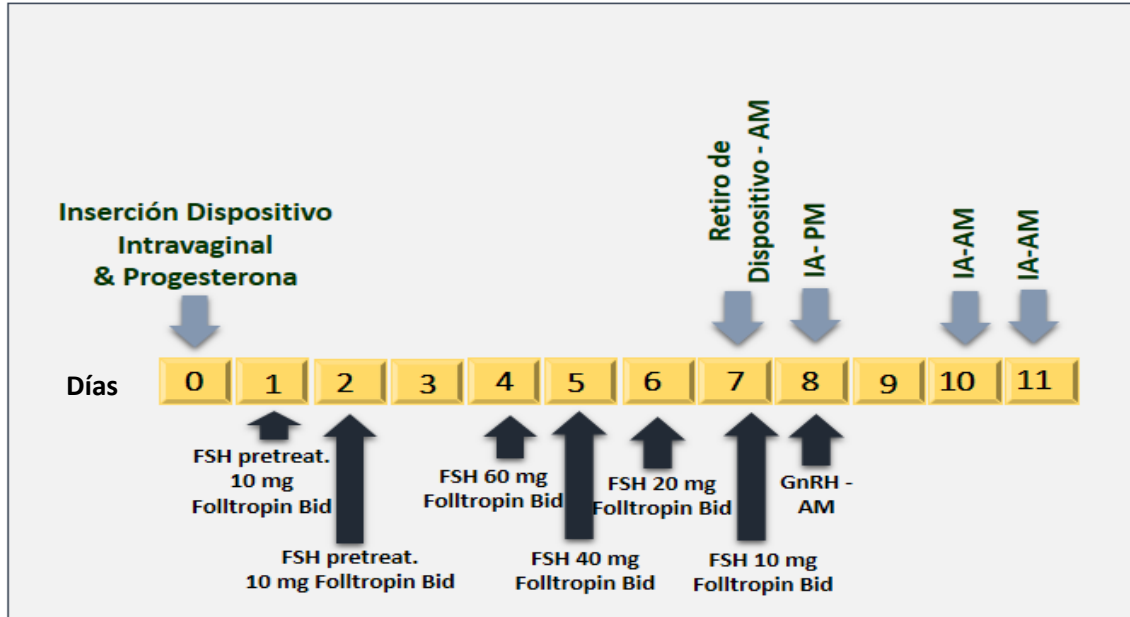 Inserción Dispositivo
Intravaginal
& Progesterona
Retiro de
Dispositivo - AM
IA- PM
IA-AM
IA-AM
Días
0
1
2
3
4
5
6
7
8
9
10
11
FSH pretreat.
10 mg
Folltropin Bid
FSH pretreat.
10 mg Folltropin Bid
FSH 60 mg
Folltropin Bid
FSH 40 mg
Folltropin Bid
FSH 20 mg
Folltropin Bid
FSH 10 mg
Folltropin Bid
GnRH -
AM